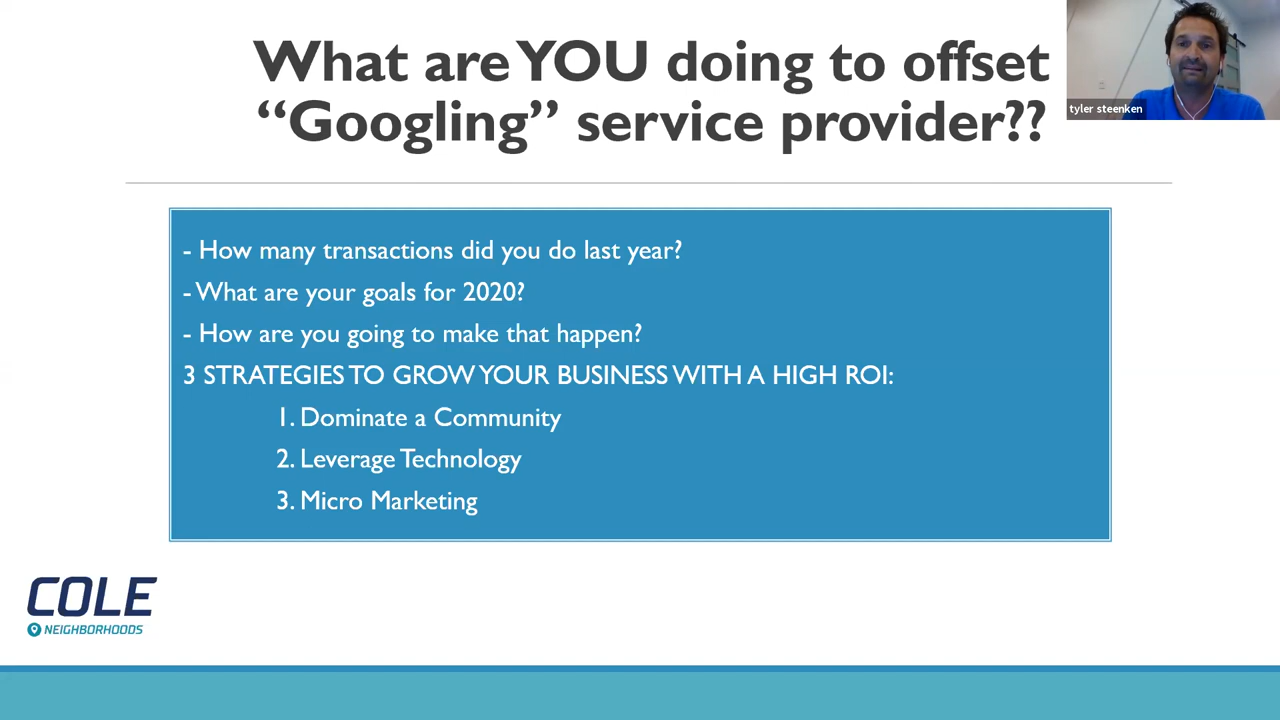 What are YOU doing to offset
“Googling” service provider??
tyler steenken
- How many transactions did you do last year?
- What are your goals for 2020?
- How are you going to make that happen?
3 STRATEGIES TO GROW YOUR BUSINESS WITH A HIGH ROI:
1. Dominate a Community
2. Leverage Technology
3. Micro Marketing
COLE
NEIGHBORHOODS